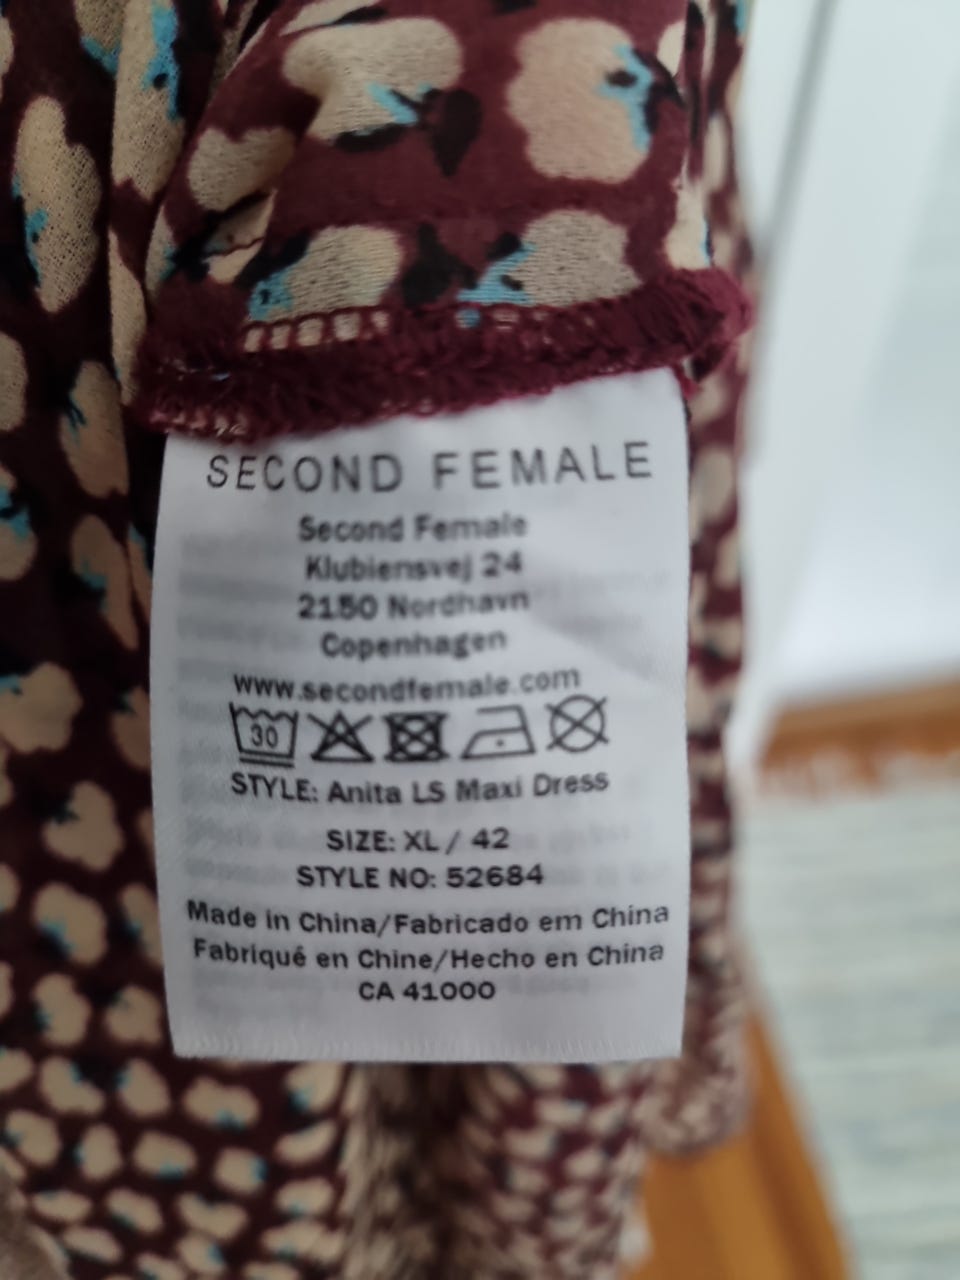 SECOND FEMALE
Second Female
Klubiensvej 24
2150 Nordhavn
Copenhagen
www.secondfemale.com
30
STYLE: Anita LS Maxi Dress
SIZE: XL / 42
STYLE NO: 52684
Made in China/Fabricado em China
Fabriqué en Chine/Hecho en China
CA 41000